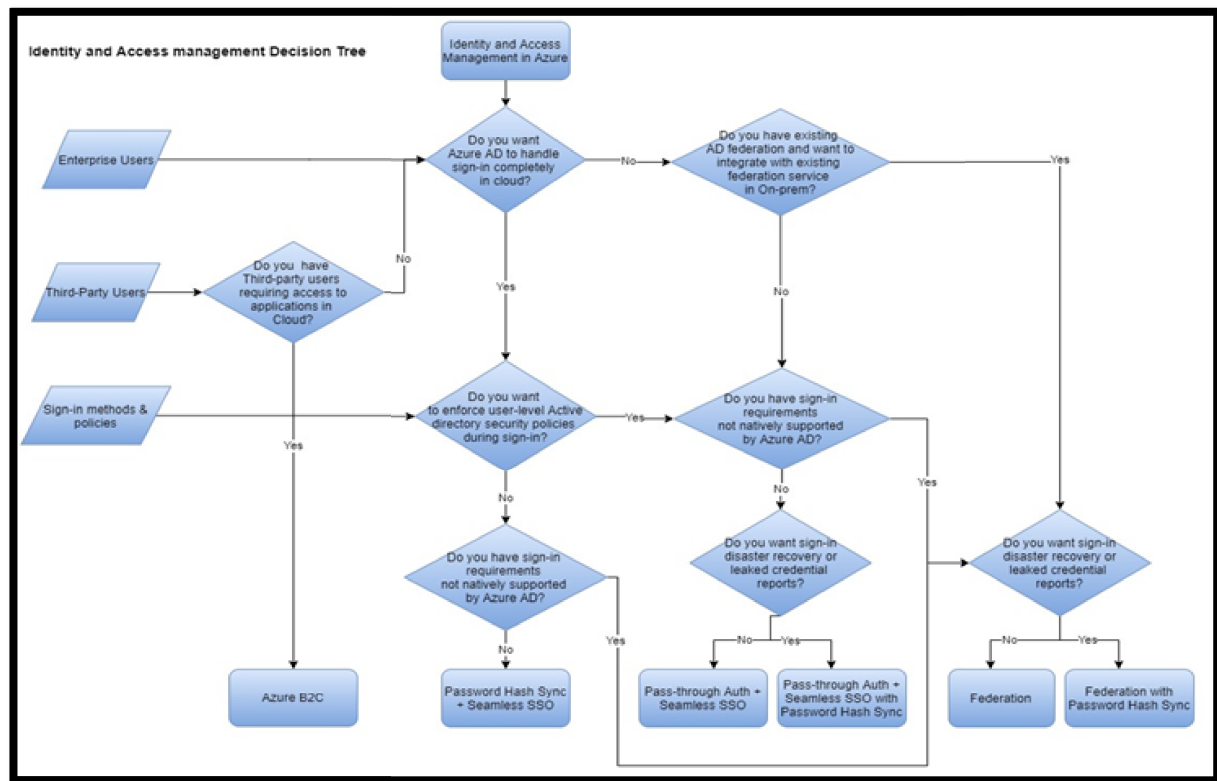 Identity and Access management Decision Tree
Identity and Access
Management in Azure
Enterprise Users
Do you want
Azure AD to handle
sign-in completely
in cloud?
No
Do you have existing
AD federation and want to
integrate with existing
federation service
in On-prem?
Yes
Third-Party Users
Do you have
Third-party users
requiring access to
applications in
Cloud?
No
Yes
No
Sign-in methods &
policies
Do you want
to enforce user-level Active
directory security policies
during sign-in?
Yes
Do you have sign-in
requirements
not natively supported
by Azure AD?
Yes
No
No
Yes
Do you have sign-in
requirements
not natively supported
by Azure AD?
Do you want sign-in
disaster recovery or
leaked credential
reports?
Do you want sign-in
disaster recovery or
leaked credential
reports?
No
Yes
No
Yes
No
Yes
Azure B2C
Password Hash Sync
+ Seamless SSO
Pass-through Auth +
Seamless SSO
Pass-through Auth +
Seamless SSO with
Password Hash Sync
Federation
Federation with
Password Hash Sync